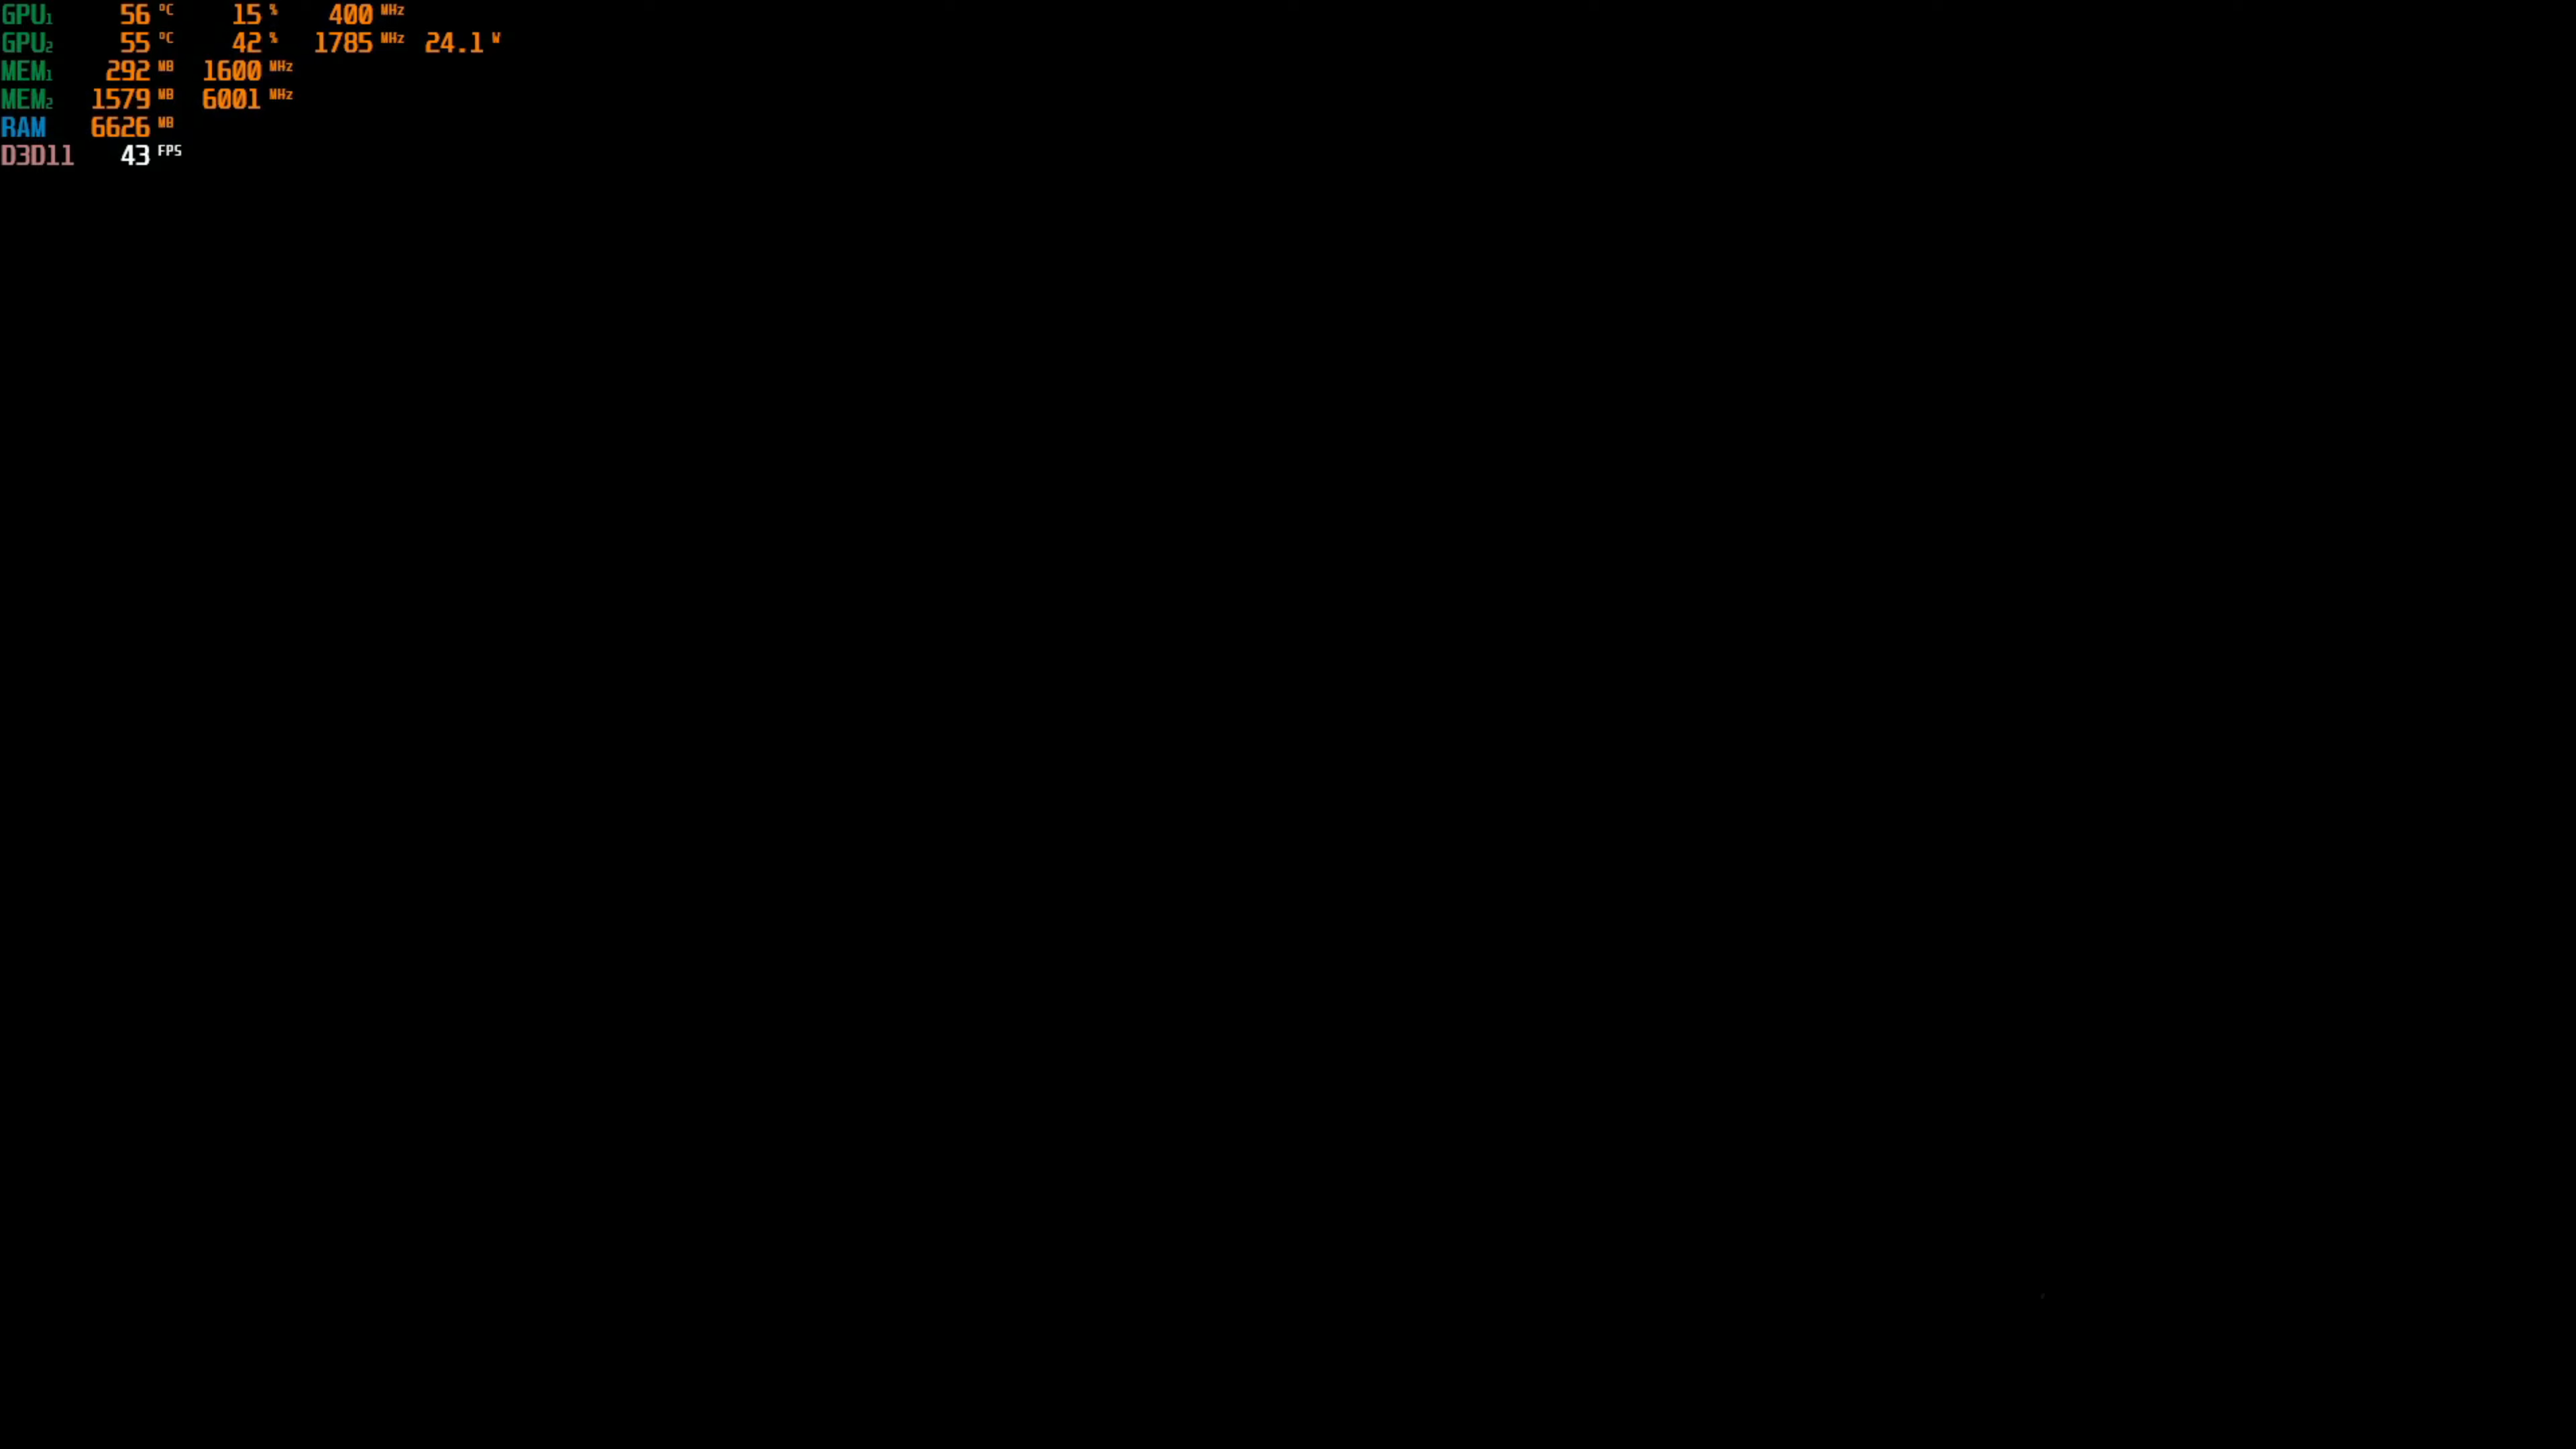 GPU1 56 °C 15 % 400 MHz
GPU2 55 °C 42 % 1785 MHz 24.1 W
MEM1 292 MB 1600 MHz
MEM2 1579 MB 6001 MHz
RAM 6626 MB
D3D11 43 FPS